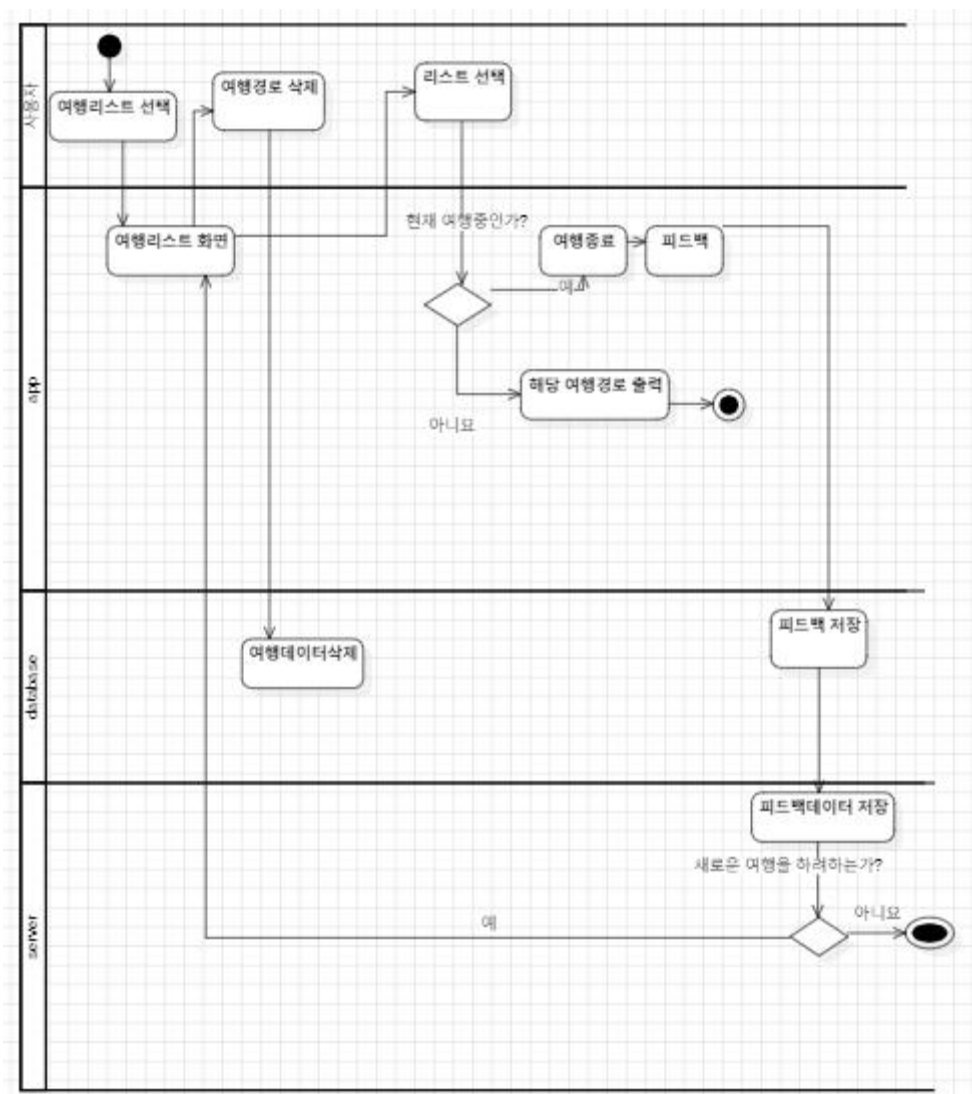 사용자
여행리스트 선택
여행경로 삭제
리스트 선택
app
여행리스트 화면
현재 여행중인가?
여행종료
피드백
예
해당 여행경로 출력
아니요
database
여행데이터삭제
피드백 저장
server
피드백데이터 저장
새로운 여행을 하려하는가?
예
아니요